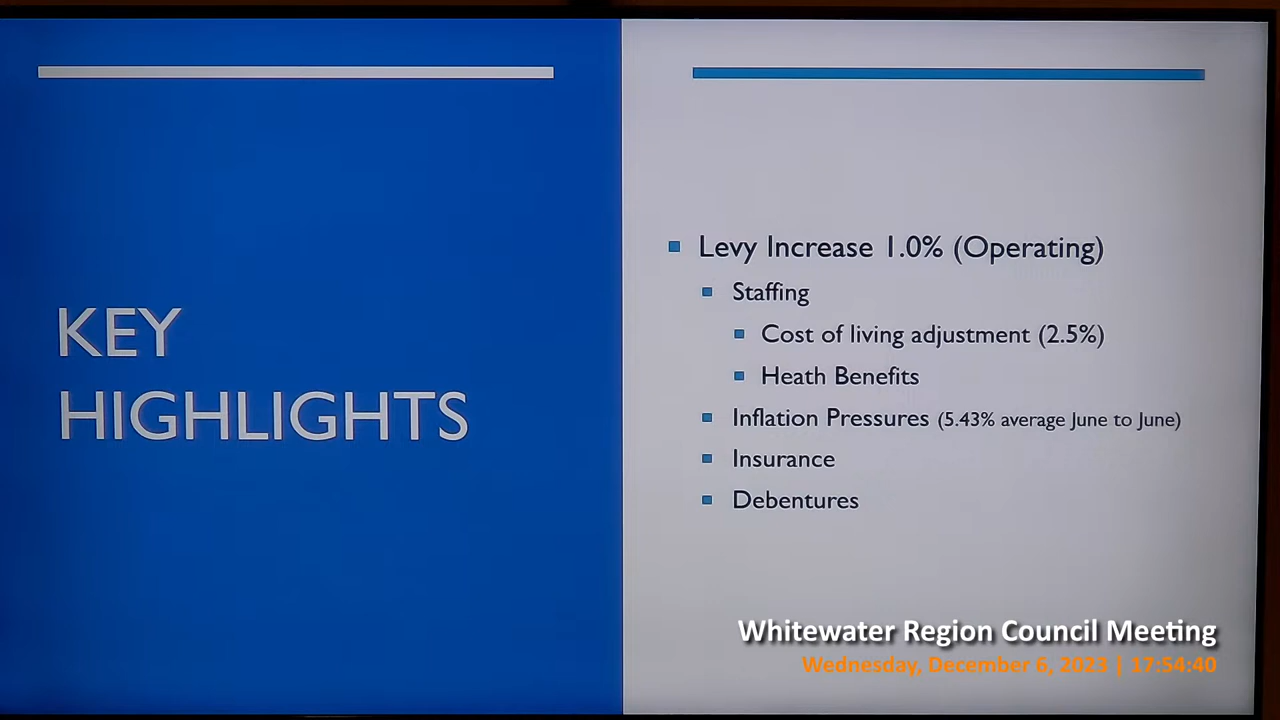 KEY
HIGHLIGHTS
Levy Increase 1.0% (Operating)
Staffing
Cost of living adjustment (2.5%)
Heath Benefits
Inflation Pressures (5.43% average June to June)
Insurance
Debentures
Whitewater Region Council Meeting
Wednesday, December 6, 2023 | 17:54:40